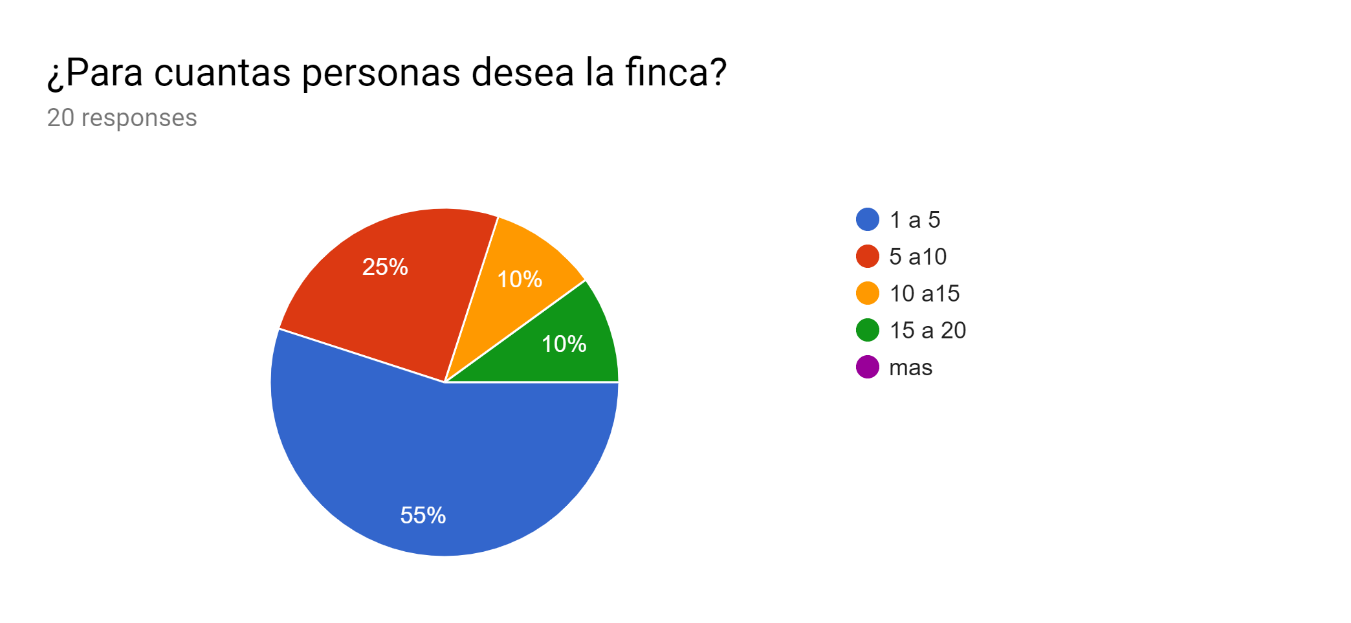 ¿Para cuantas personas desea la finca?
20 responses
25%
10%
10%
55%
1 a 5
5 a10
10 a15
15 a 20
mas